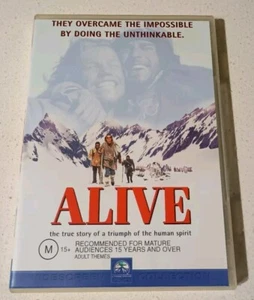 THEY OVERCAME THE IMPOSSIBLE
BY DOING THE UNTHINKABLE.
ALIVE
the true story of a triumph of the human spirit
M 15+
RECOMMENDED FOR MATURE
AUDIENCES 15 YEARS AND OVER
ADULT THEMES